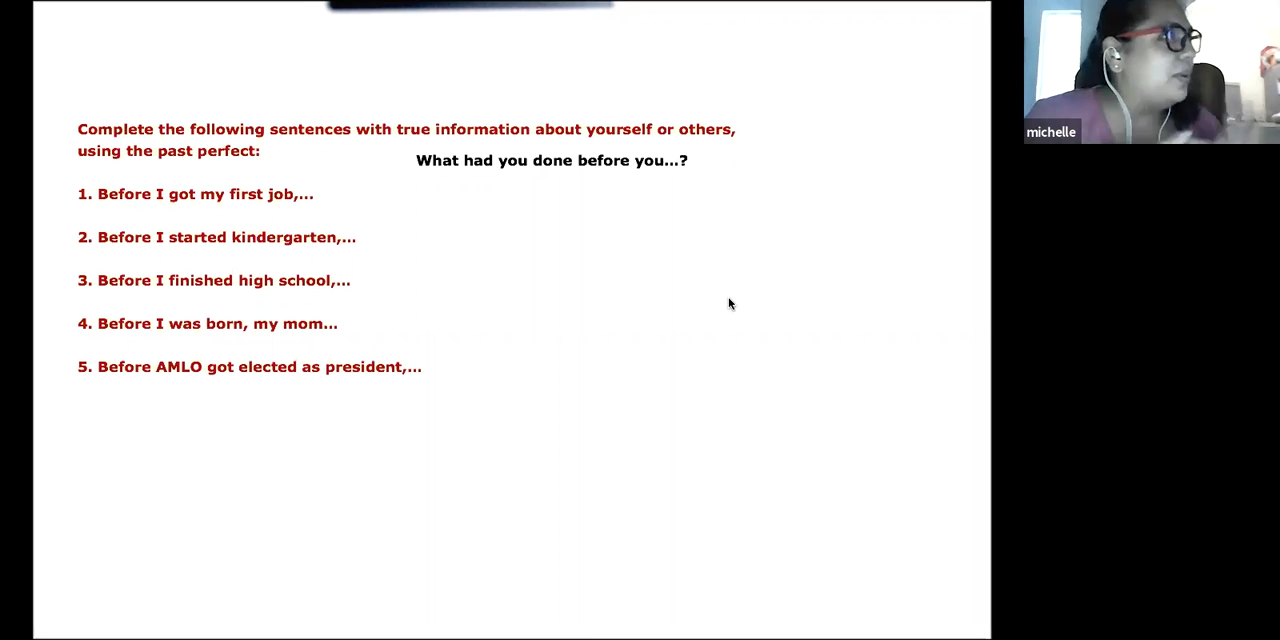 Complete the following sentences with true information about yourself or others,
using the past perfect:
What had you done before you...?
1. Before I got my first job,...
2. Before I started kindergarten,...
3. Before I finished high school,...
4. Before I was born, my mom...
5. Before AMLO got elected as president,...
michelle